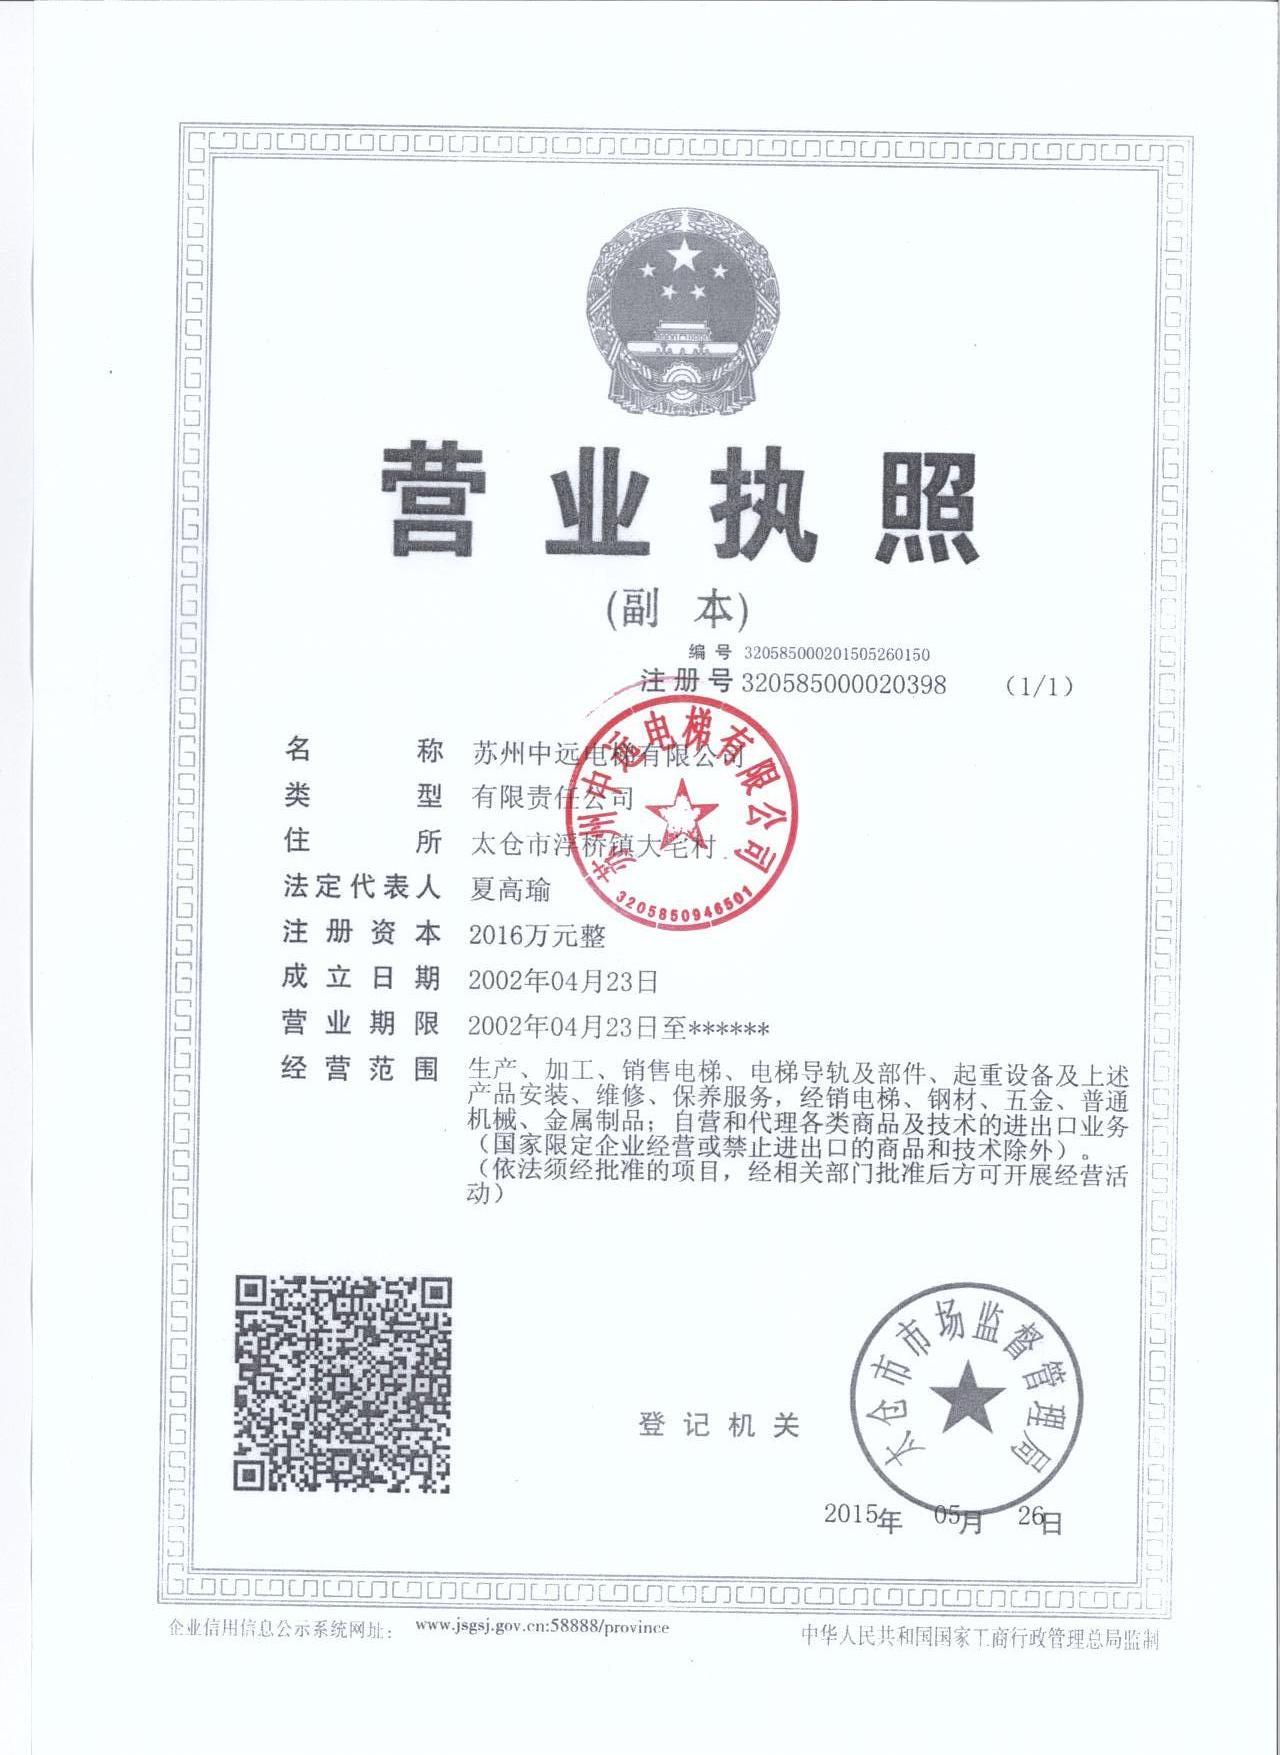 营业执照
(副 本)
编号 320585000201505260150
注册号 320585000020398 (1/1)
名 称 苏州中远电梯有限公司
类 型 有限责任公司
住 所 太仓市浮桥镇大宅村
法定代表人 夏高瑜
注册资本 2016万元整
成立日期 2002年04月23日
营业期限 2002年04月23日至******
经营范围 生产、加工、销售电梯、电梯导轨及部件、起重设备及上述
产品安装、维修、保养服务，经销电梯、钢材、五金、普通
机械、金属制品；自营和代理各类商品及技术的进出口业务
（国家限定企业经营或禁止进出口的商品和技术除外）。
（依法须经批准的项目，经相关部门批准后方可开展经营活
动）
苏州中远电梯有限公司
3205850946501
登记机关
太仓市市场监督管理局
2015年 05月 26日
企业信用信息公示系统网址： www.jsgsj.gov.cn:58888/province
中华人民共和国国家工商行政管理总局监制